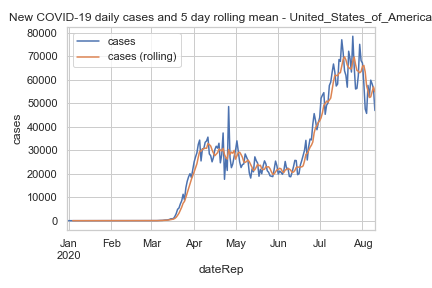 New COVID-19 daily cases and 5 day rolling mean - United_States_of_America
80000
70000
60000
50000
40000
30000
20000
10000
0
cases
cases
cases (rolling)
Jan
2020
Feb
Mar
Apr
May
Jun
Jul
Aug
dateRep